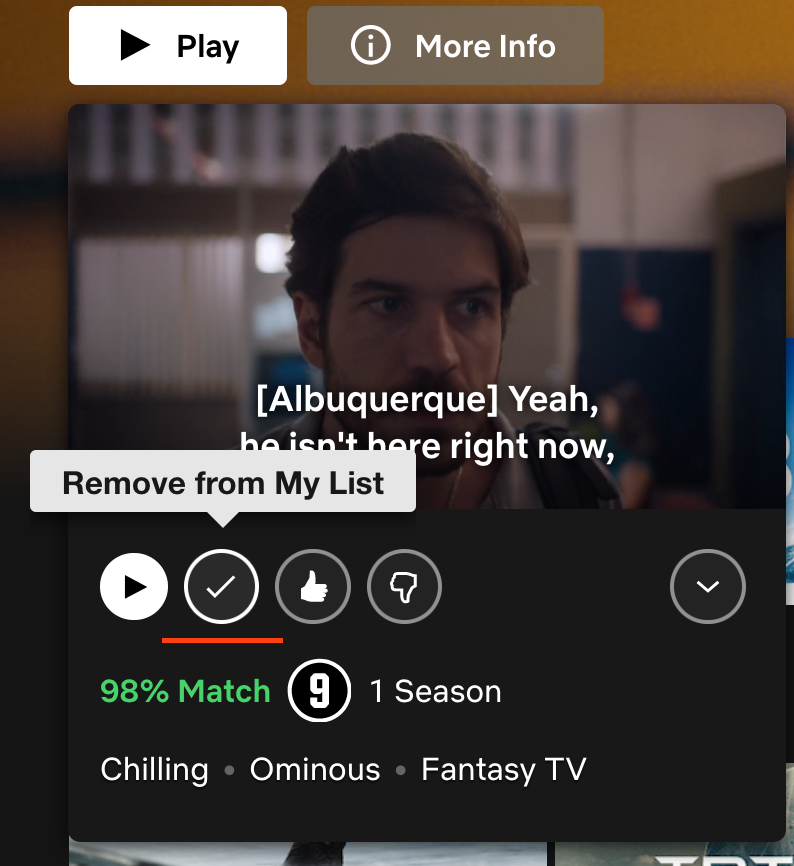 Play
More Info
[Albuquerque] Yeah,
he isn't here right now,
Remove from My List
98% Match 9 1 Season
Chilling • Ominous • Fantasy TV